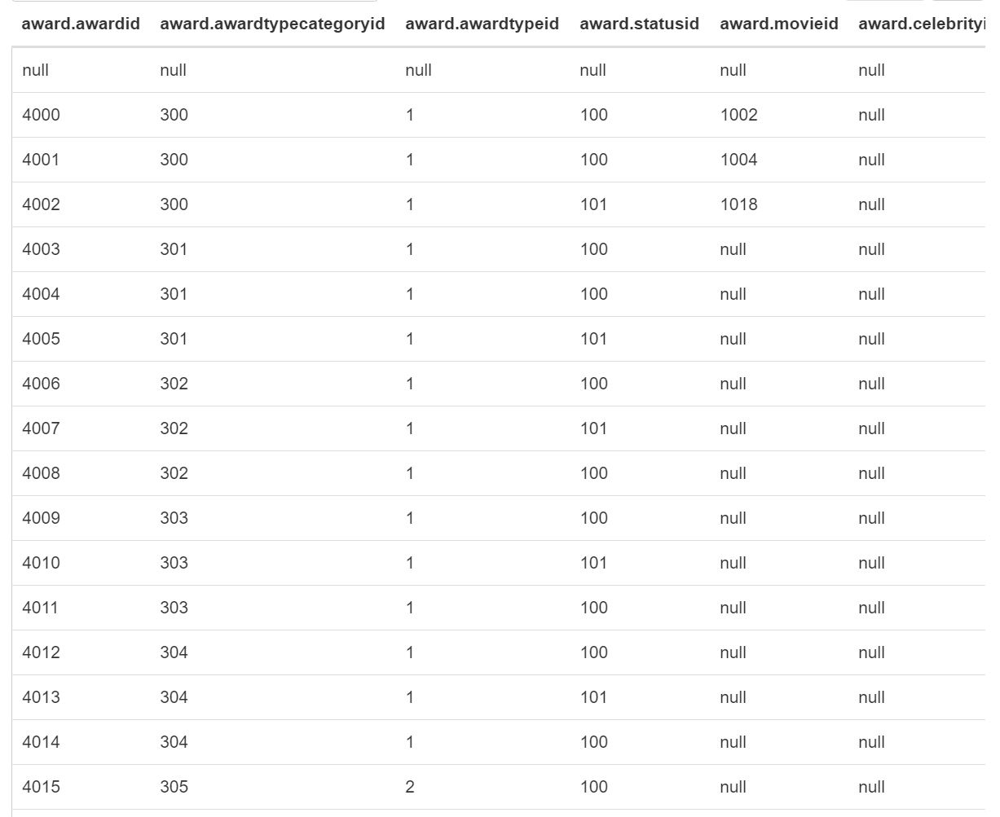 award.awardid award.awardtypecategoryid award.awardtypeid award.statusid award.movieid award.celebrityi
null null null null null null
4000 300 1 100 1002 null
4001 300 1 100 1004 null
4002 300 1 101 1018 null
4003 301 1 100 null null
4004 301 1 100 null null
4005 301 1 101 null null
4006 302 1 100 null null
4007 302 1 101 null null
4008 302 1 100 null null
4009 303 1 100 null null
4010 303 1 101 null null
4011 303 1 100 null null
4012 304 1 100 null null
4013 304 1 101 null null
4014 304 1 100 null null
4015 305 2 100 null null